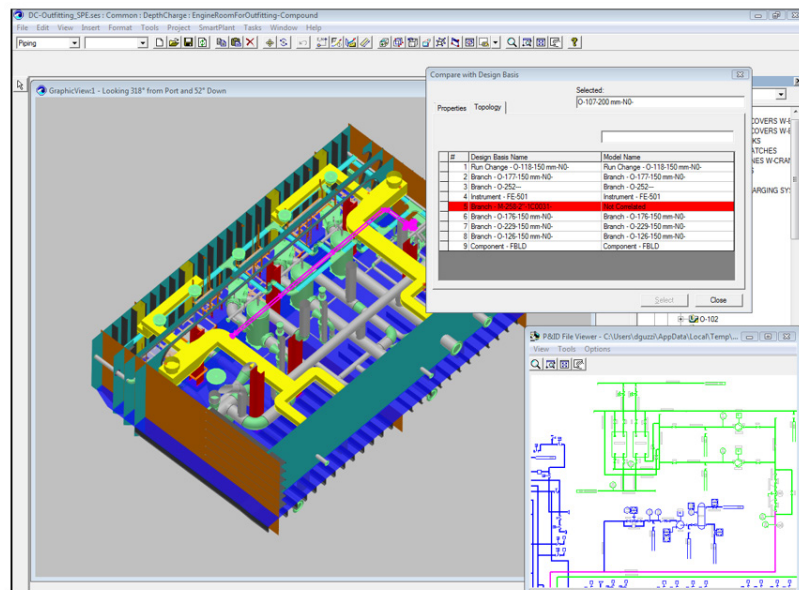 DC-Outfitting_SPE.ses : Common : DepthCharge : EngineRoomForOutfitting-Compound
File Edit View Insert Format Tools Project SmartPlant Tasks Window Help
Piping
GraphicView:1 - Looking 318° from Port and 52° Down
Compare with Design Basis
Selected:
O-107-200 mm-N0-
Properties Topology
# Design Basis Name Model Name
1 Run Change - O-118-150 mm-N0- Run Change - O-118-150 mm-N0-
2 Branch - O-177-150 mm-N0- Branch - O-177-150 mm-N0-
3 Branch - O-252--- Branch - O-252---
4 Instrument - FE-501 Instrument - FE-501
5 Branch - Not Correlated
6 Branch - O-176-150 mm-N0- Branch - O-176-150 mm-N0-
7 Branch - O-229-150 mm-N0- Branch - O-229-150 mm-N0-
8 Branch - O-126-150 mm-N0- Branch - O-126-150 mm-N0-
9 Component - FBLD Component - FBLD
Select Close
COVERS W-
COVERS W-
KS
ATCHES
NES W-CRAN
ARGING SYS
O-102
P&ID File Viewer - C:\Users\dguzzi\AppData\Local\Temp\...
View Tools Options